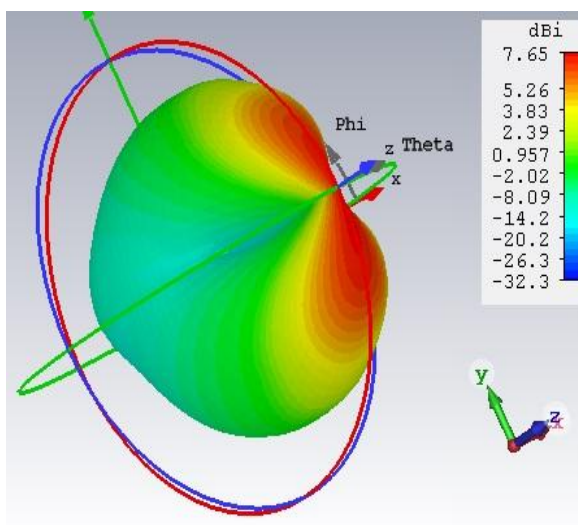 dBi
7.65
5.26
3.83
2.39
0.957
-2.02
-8.09
-14.2
-20.2
-26.3
-32.3
Phi
z Theta
x
y
z
x